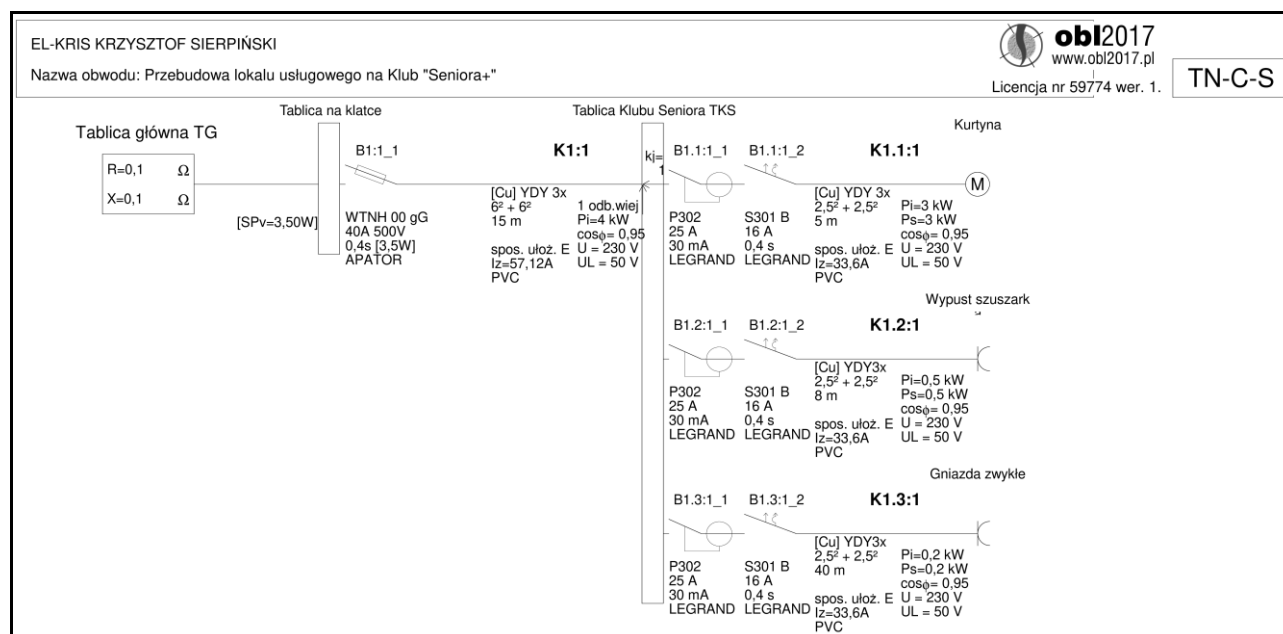 EL-KRIS KRZYSZTOF SIERPIŃSKI
Nazwa obwodu: Przebudowa lokalu usługowego na Klub "Seniora+"
obl2017
www.obl2017.pl
Licencja nr 59774 wer. 1.
TN-C-S
Tablica główna TG
R=0,1 Ω
X=0,1 Ω
[SPv=3,50W]
Tablica na klatce
B1:1_1
WTNH 00 gG
40A 500V
0,4s [3,5W]
APATOR
K1:1
[Cu] YDY 3x
6² + 6²
15 m
spos. ułoż. E
Iz=57,12A
PVC
1 odb.wiej
Pi=4 kW
cosϕ= 0,95
U = 230 V
UL = 50 V
Tablica Klubu Seniora TKS
kj=
1
B1.1:1_1
P302
25 A
30 mA
LEGRAND
B1.1:1_2
S301 B
16 A
0,4 s
LEGRAND
K1.1:1
[Cu] YDY 3x
2,5² + 2,5²
5 m
spos. ułoż. E
Iz=33,6A
PVC
Pi=3 kW
Ps=3 kW
cosϕ= 0,95
U = 230 V
UL = 50 V
Kurtyna
M
B1.2:1_1
P302
25 A
30 mA
LEGRAND
B1.2:1_2
S301 B
16 A
0,4 s
LEGRAND
K1.2:1
[Cu] YDY3x
2,5² + 2,5²
8 m
spos. ułoż. E
Iz=33,6A
PVC
Pi=0,5 kW
Ps=0,5 kW
cosϕ= 0,95
U = 230 V
UL = 50 V
Wypust szuszark
B1.3:1_1
P302
25 A
30 mA
LEGRAND
B1.3:1_2
S301 B
16 A
0,4 s
LEGRAND
K1.3:1
[Cu] YDY3x
2,5² + 2,5²
40 m
spos. ułoż. E
Iz=33,6A
PVC
Pi=0,2 kW
Ps=0,2 kW
cosϕ= 0,95
U = 230 V
UL = 50 V
Gniazda zwykłe